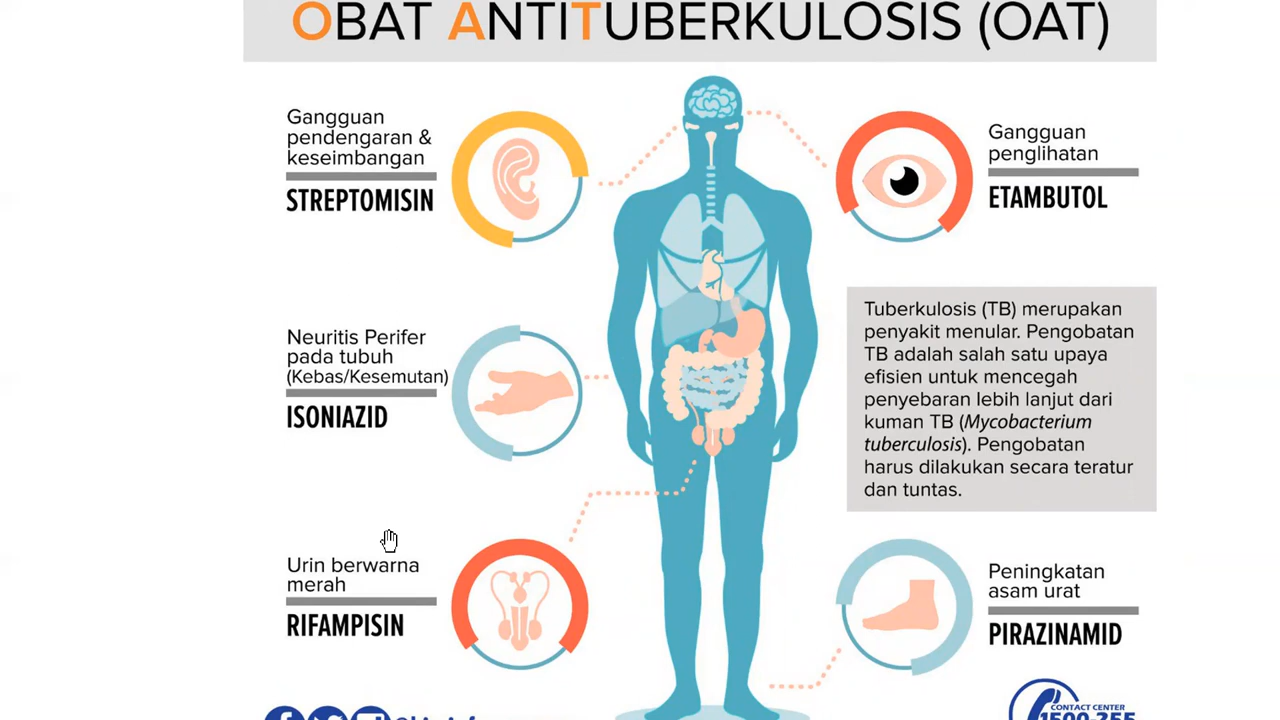 OBAT ANTITUBERKULOSIS (OAT)
Gangguan
pendengaran &
keseimbangan
STREPTOMISIN
Gangguan
penglihatan
ETAMBUTOL
Neuritis Perifer
pada tubuh
(Kebas/Kesemutan)
ISONIAZID
Tuberkulosis (TB) merupakan
penyakit menular. Pengobatan
TB adalah salah satu upaya
efisien untuk mencegah
penyebaran lebih lanjut dari
kuman TB (Mycobacterium
tuberculosis). Pengobatan
harus dilakukan secara teratur
dan tuntas.
Urin berwarna
merah
RIFAMPISIN
Peningkatan
asam urat
PIRAZINAMID
CONTACT CENTER